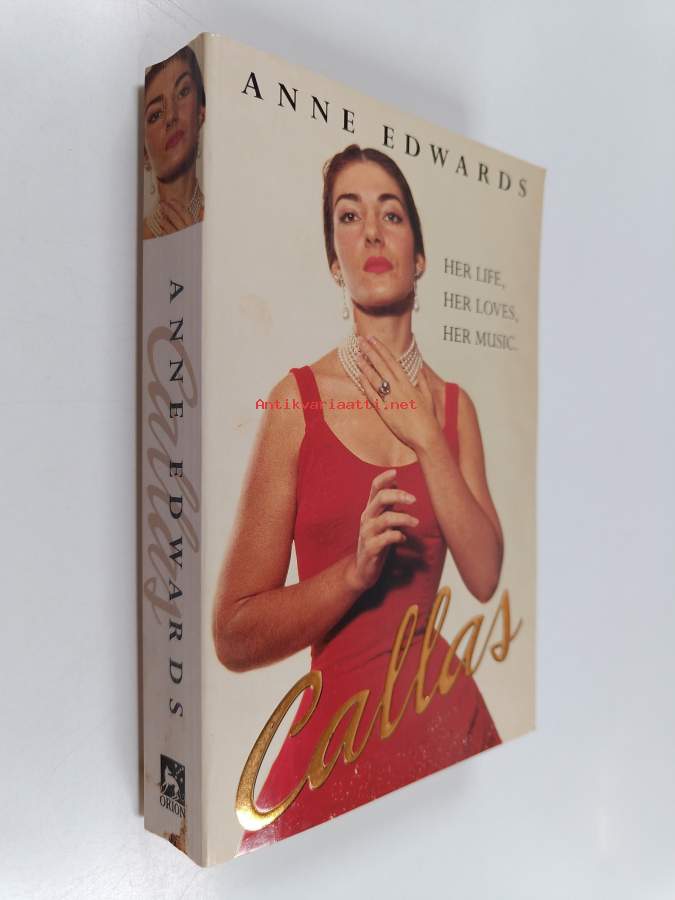 ANNE EDWARDS
HER LIFE,
HER LOVES,
HER MUSIC.
Antikvariaatti.net
Callas
ANNE EDWARDS
Callas
ORION